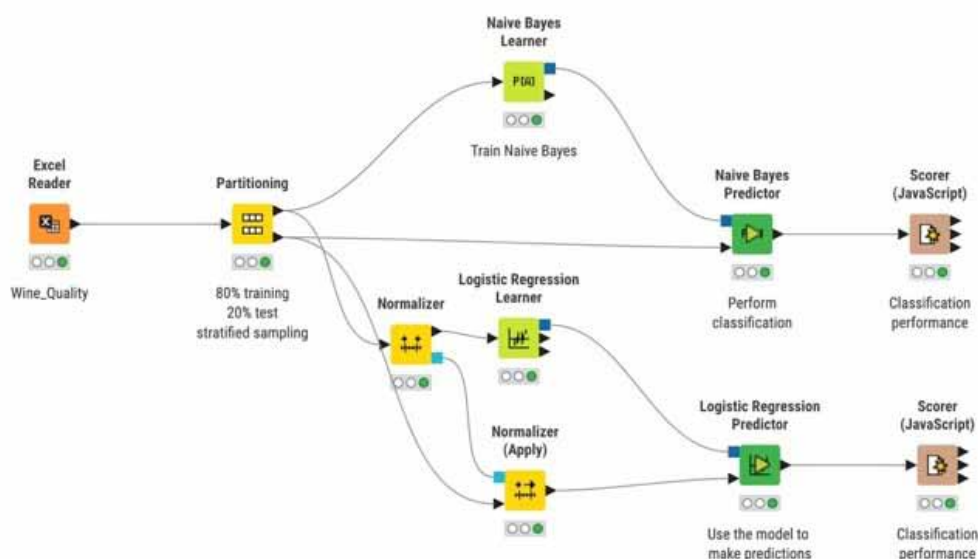 Naive Bayes
Learner
P[A]
Train Naive Bayes
Excel
Reader
Wine_Quality
Partitioning
80% training
20% test
stratified sampling
Naive Bayes
Predictor
Perform
classification
Scorer
(JavaScript)
Classification
performance
Normalizer
Logistic Regression
Learner
Normalizer
(Apply)
Logistic Regression
Predictor
Use the model to
make predictions
Scorer
(JavaScript)
Classification
performance